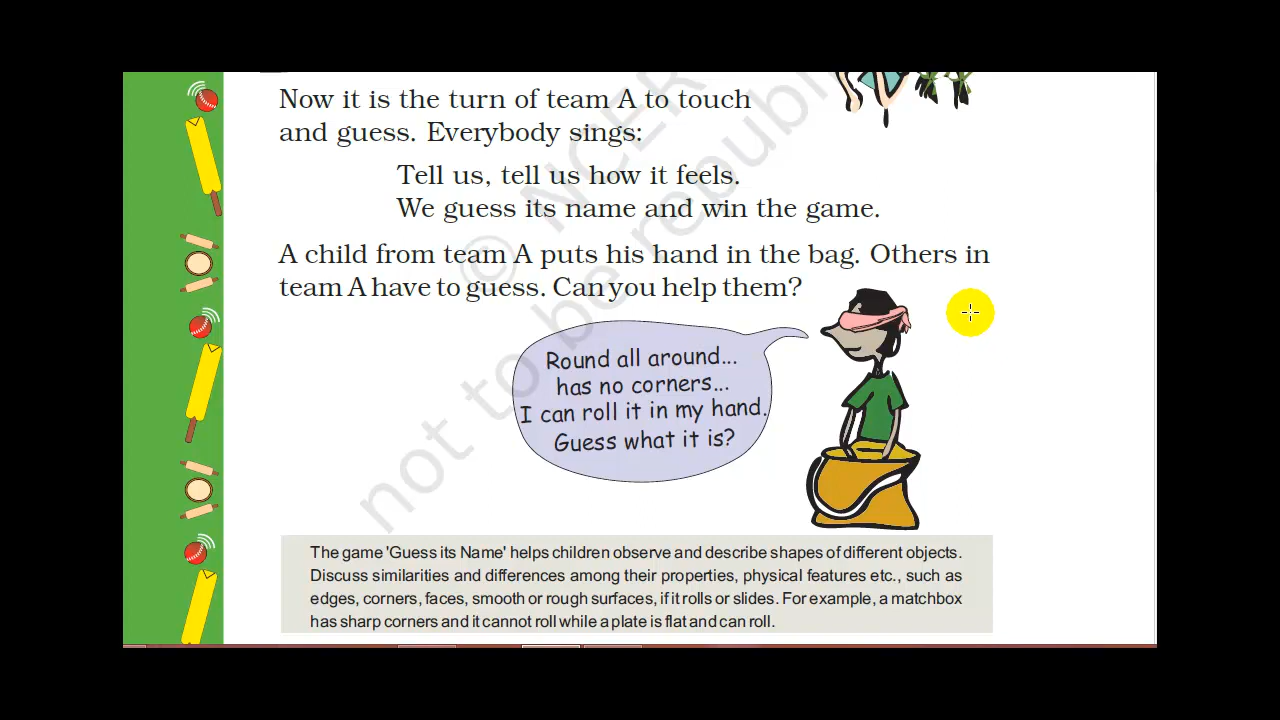 Now it is the turn of team A to touch
and guess. Everybody sings:
Tell us, tell us how it feels.
We guess its name and win the game.
A child from team A puts his hand in the bag. Others in
team A have to guess. Can you help them?
Round all around...
has no corners...
I can roll it in my hand.
Guess what it is?
The game 'Guess its Name' helps children observe and describe shapes of different objects.
Discuss similarities and differences among their properties, physical features etc., such as
edges, corners, faces, smooth or rough surfaces, if it rolls or slides. For example, a matchbox
has sharp corners and it cannot roll while a plate is flat and can roll.
© NCER
not to be republi